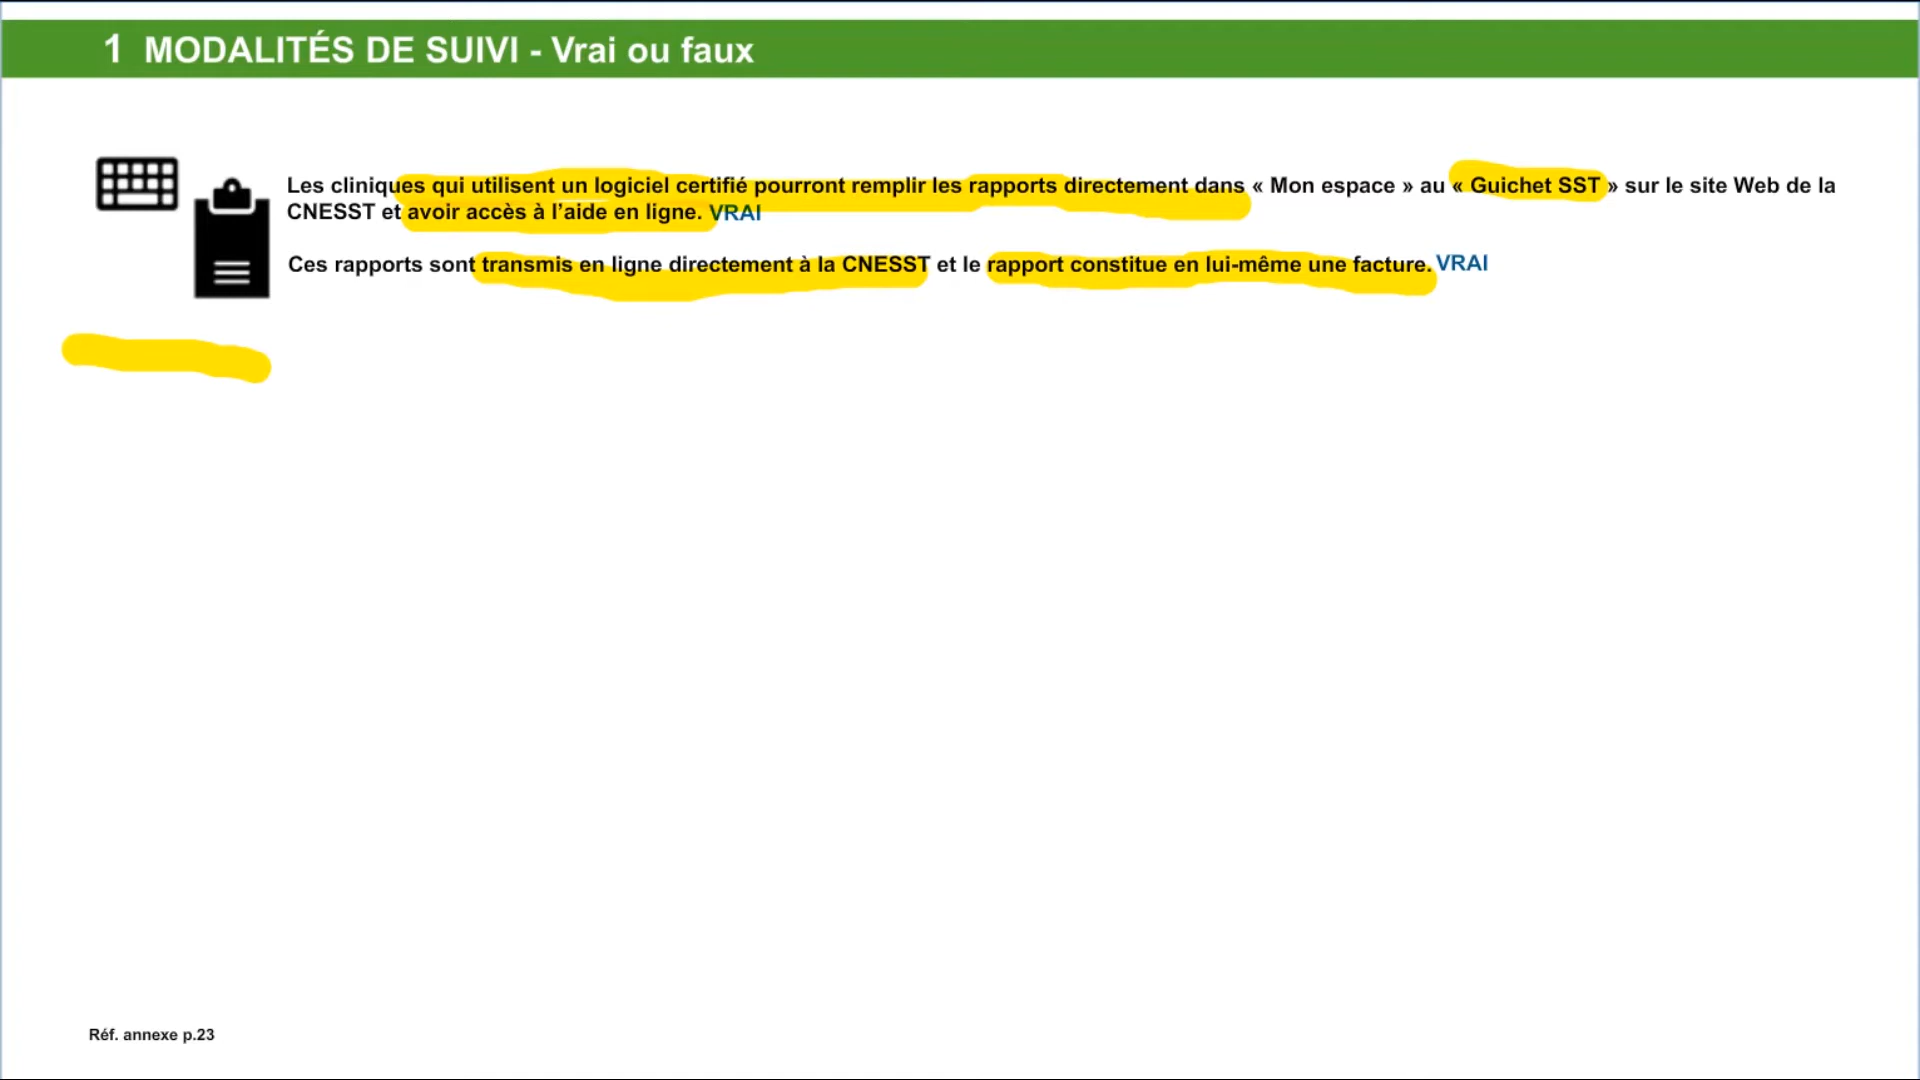 1 MODALITÉS DE SUIVI - Vrai ou faux
Les cliniques qui utilisent un logiciel certifié pourront remplir les rapports directement dans « Mon espace » au « Guichet SST » sur le site Web de la
CNESST et avoir accès à l’aide en ligne. VRAI
Ces rapports sont transmis en ligne directement à la CNESST et le rapport constitue en lui-même une facture. VRAI
Réf. annexe p.23